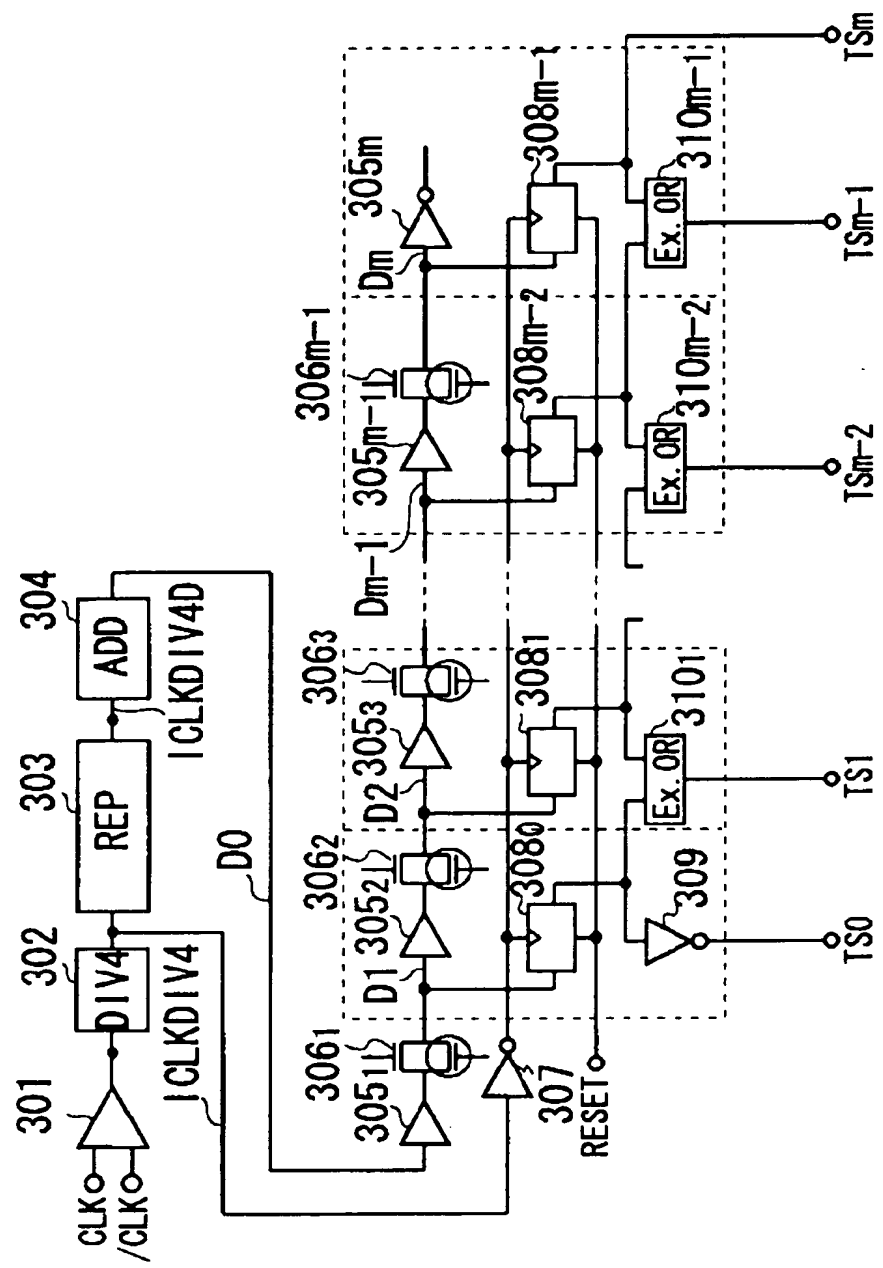 CLK
/CLK
301
302
DIV4
303
REP
304
ADD
ICLKDIV4
ICLKDIV4D
D0
3051
3061
D1
3052
3062
D2
3053
3063
Dm-1
305m-1
306m-1
Dm
305m
307
RESET
3080
3081
308m-2
308m-1
309
Ex. OR
3101
Ex. OR
310m-2
Ex. OR
310m-1
TS0
TS1
TSm-2
TSm-1
TSm